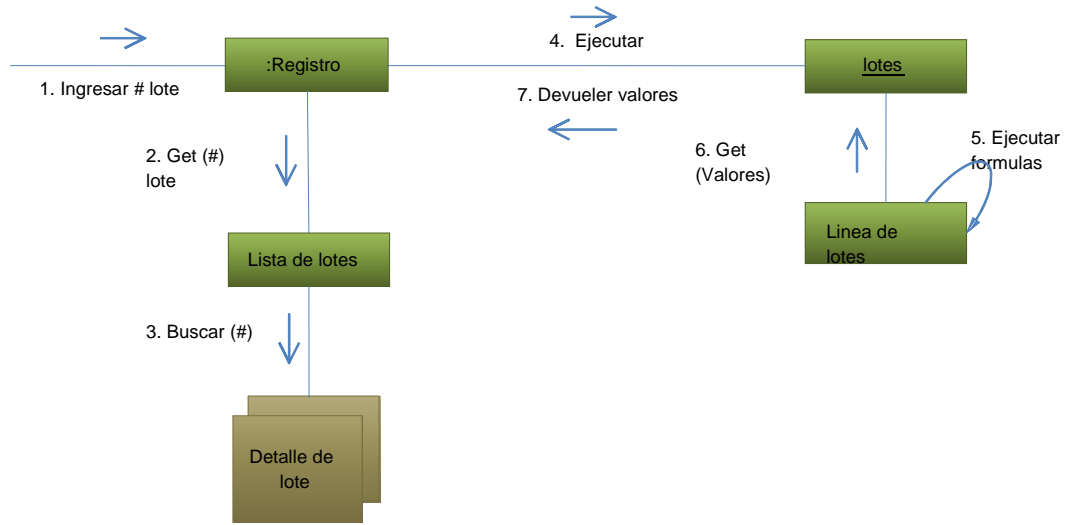 4. Ejecutar
:Registro
lotes
1. Ingresar # lote
7. Devueler valores
2. Get (#)
lote
6. Get
(Valores)
5. Ejecutar
formulas
Linea de
lotes
Lista de lotes
3. Buscar (#)
Detalle de
lote